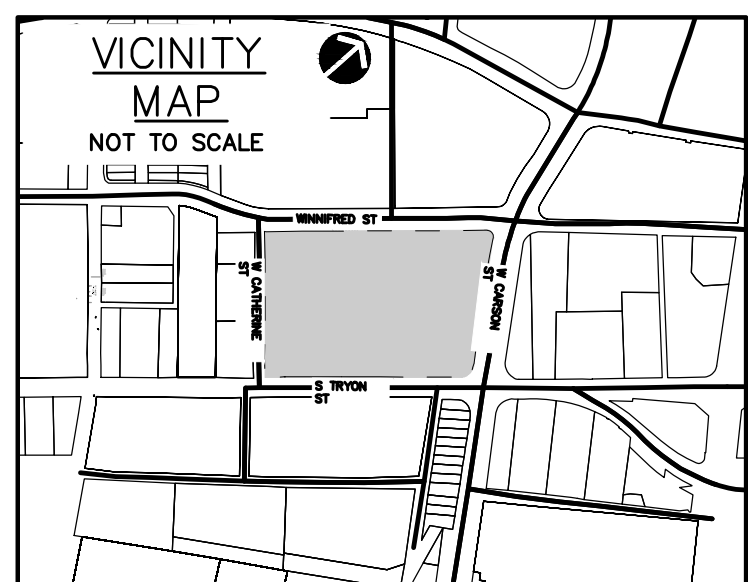 VICINITY
MAP
NOT TO SCALE
WINNIFRED ST
W CATHERINE
ST
W CARSON
ST
S TRYON
ST